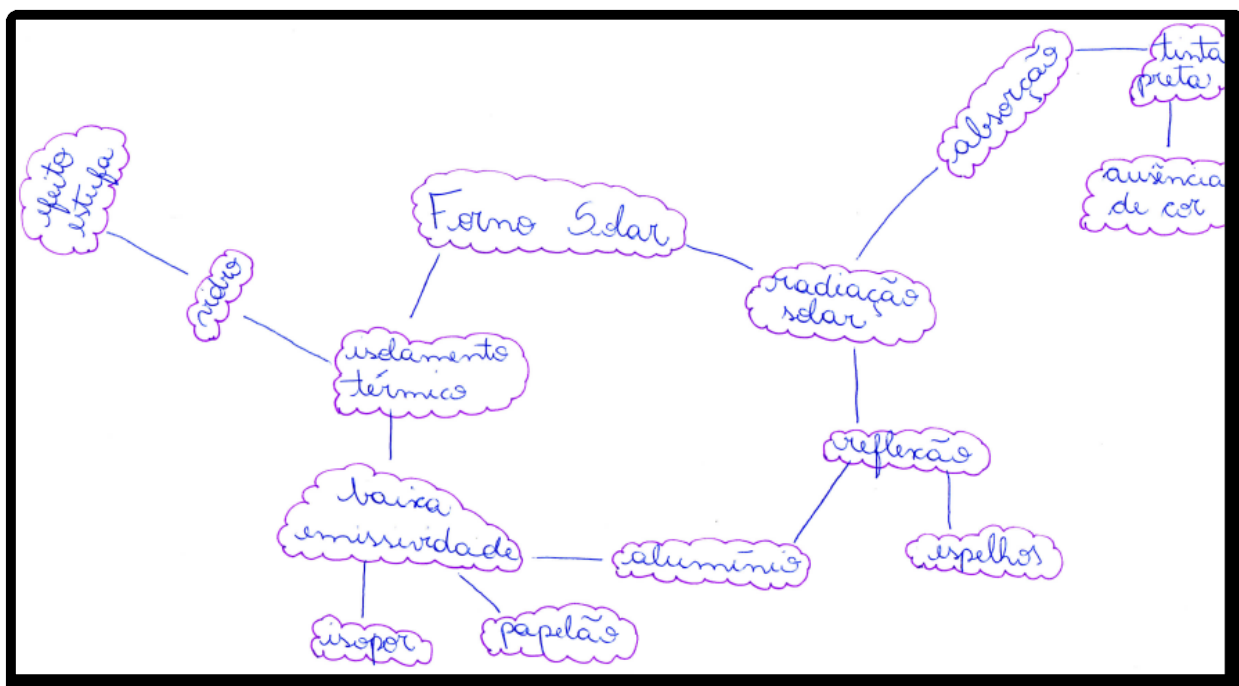 tinta
preta
absorção
ausência
de cor
efeito
estufa
Forno Solar
vidro
radiação
solar
isolamento
térmico
reflexão
baixa
emissividade
alumínio
espelhos
isopor
papelão